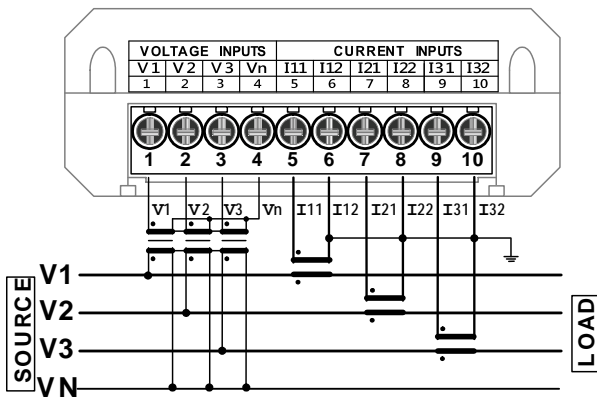 VOLTAGE INPUTS CURRENT INPUTS
V1 V2 V3 Vn I11 I12 I21 I22 I31 I32
1 2 3 4 5 6 7 8 9 10
1 2 3 4 5 6 7 8 9 10
V1 V2 V3 Vn I11 I12 I21 I22 I31 I32
SOURCE
V1
V2
V3
VN
LOAD